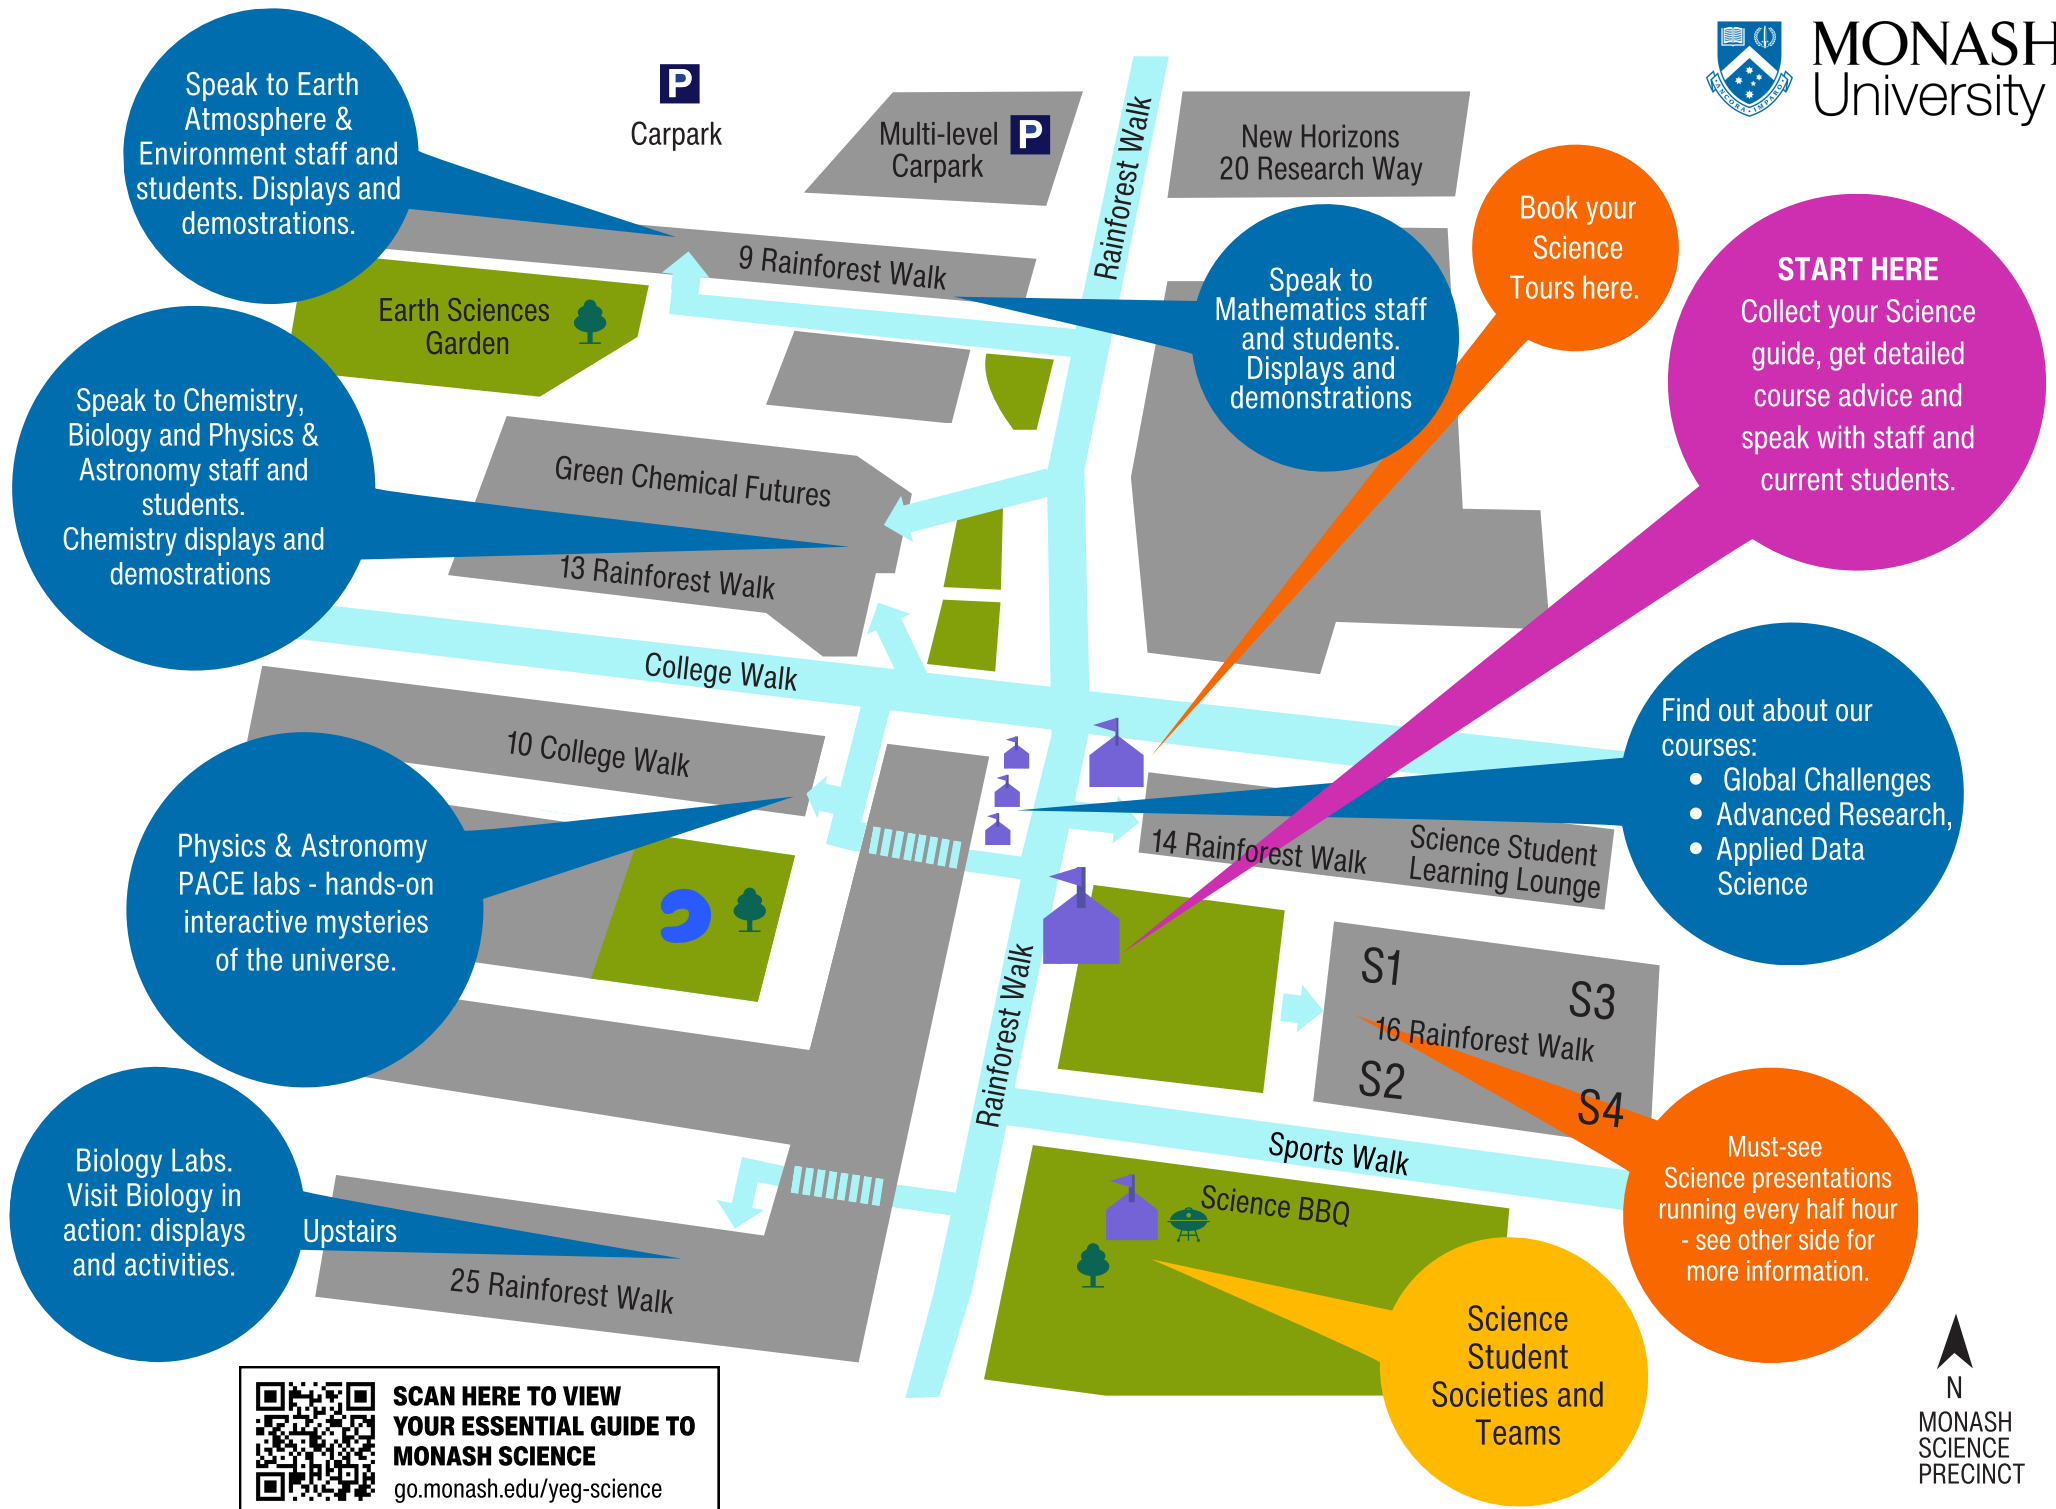 MONASH
University
Speak to Earth
Atmosphere &
Environment staff and
students. Displays and
demostrations.
P
Carpark
Multi-level
Carpark
P
Rainforest Walk
New Horizons
20 Research Way
Book your
Science
Tours here.
START HERE
Collect your Science
guide, get detailed
course advice and
speak with staff and
current students.
9 Rainforest Walk
Speak to
Mathematics staff
and students.
Displays and
demonstrations
Earth Sciences
Garden
Speak to Chemistry,
Biology and Physics &
Astronomy staff and
students.
Chemistry displays and
demostrations
Green Chemical Futures
13 Rainforest Walk
College Walk
10 College Walk
Find out about our
courses:
• Global Challenges
• Advanced Research,
• Applied Data
Science
14 Rainforest Walk
Science Student
Learning Lounge
Physics & Astronomy
PACE labs - hands-on
interactive mysteries
of the universe.
Rainforest Walk
S1
S3
16 Rainforest Walk
S2
S4
Sports Walk
Must-see
Science presentations
running every half hour
- see other side for
more information.
Biology Labs.
Visit Biology in
action: displays
and activities.
Upstairs
25 Rainforest Walk
Science BBQ
Science
Student
Societies and
Teams
SCAN HERE TO VIEW
YOUR ESSENTIAL GUIDE TO
MONASH SCIENCE
go.monash.edu/yeg-science
N
MONASH
SCIENCE
PRECINCT
ANCORA IMPARO